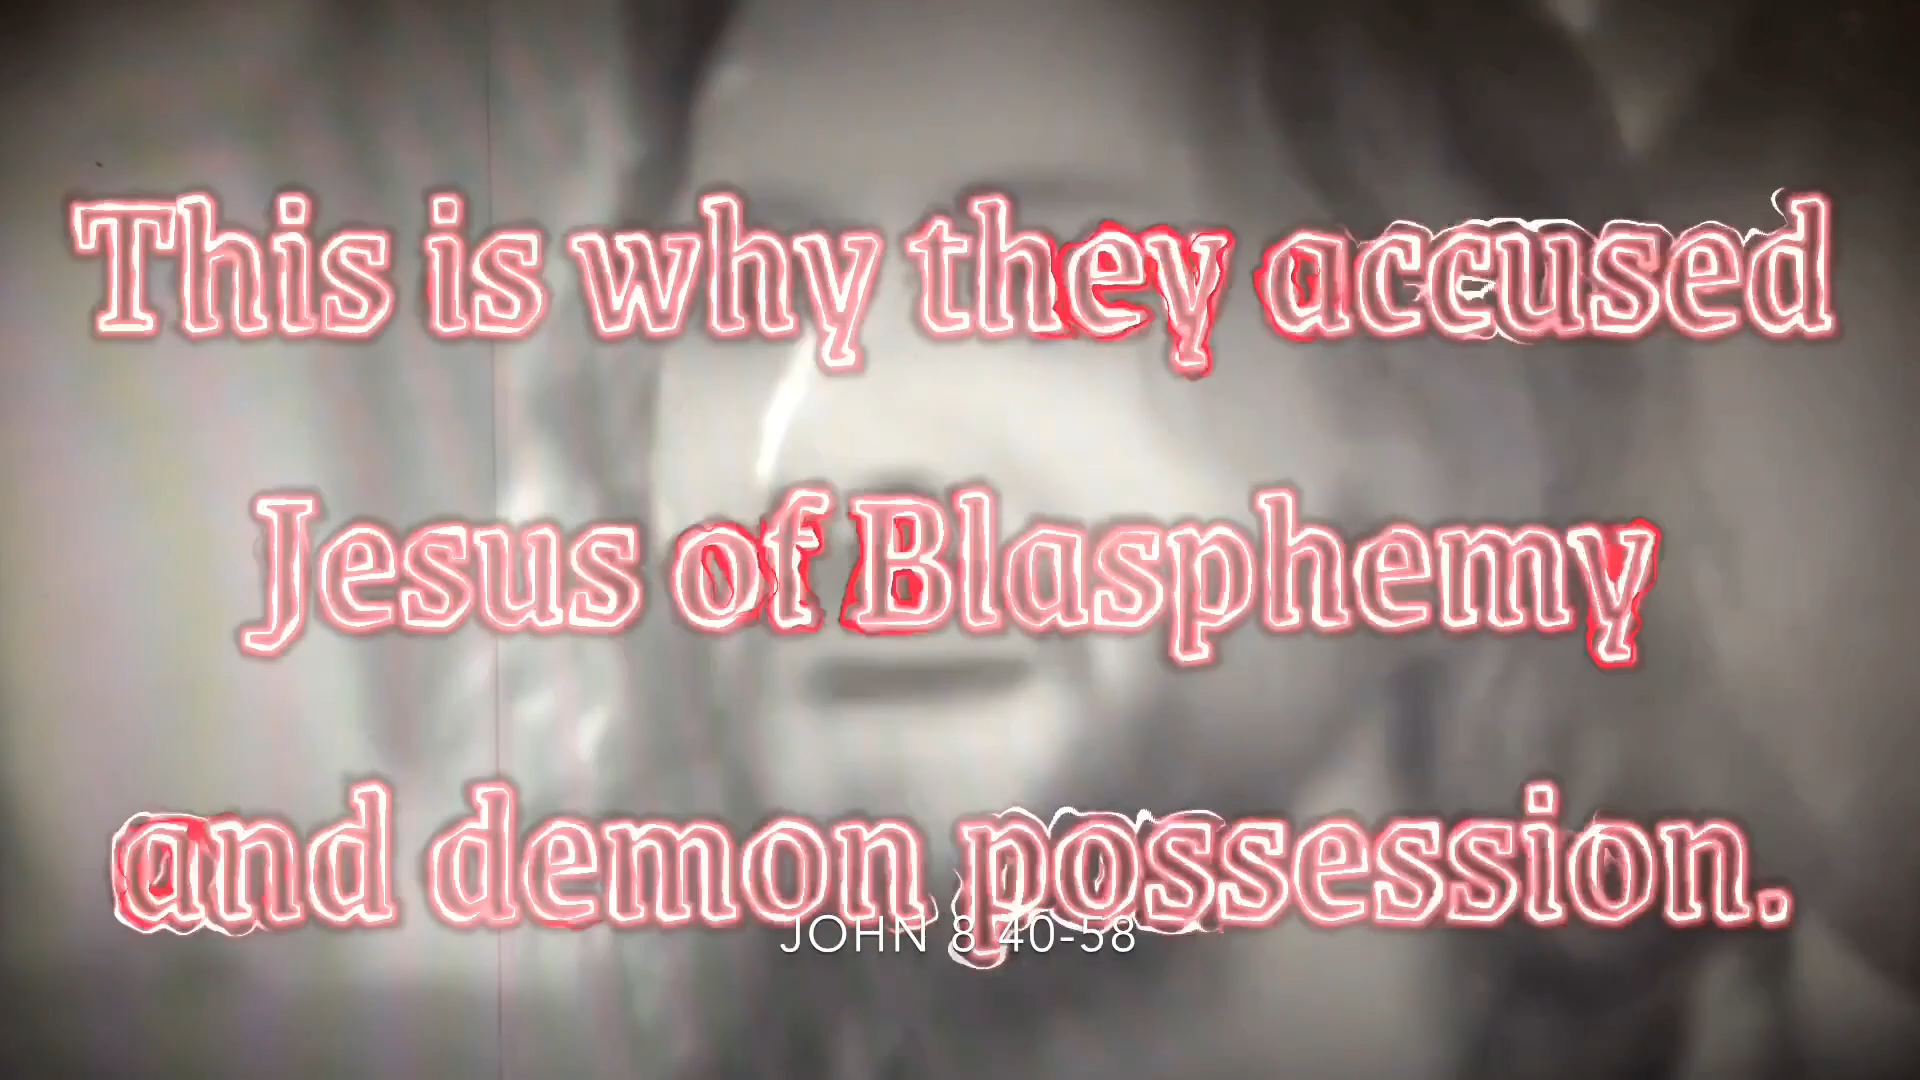 This is why they accused
Jesus of Blasphemy
and demon possession.
JOHN 8 40-58